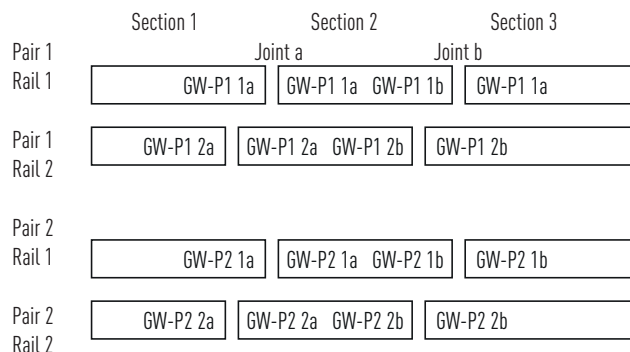 Section 1 Section 2 Section 3
Pair 1 Joint a Joint b
Rail 1 GW-P1 1a GW-P1 1a GW-P1 1b GW-P1 1a
Pair 1 GW-P1 2a GW-P1 2a GW-P1 2b GW-P1 2b
Rail 2
Pair 2
Rail 1 GW-P2 1a GW-P2 1a GW-P2 1b GW-P2 1b
Pair 2 GW-P2 2a GW-P2 2a GW-P2 2b GW-P2 2b
Rail 2